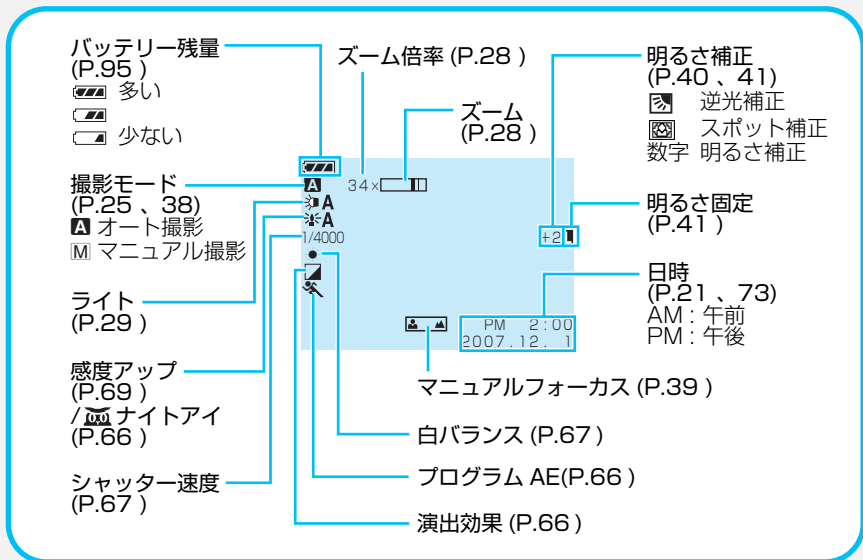 バッテリー残量
(P.95 )
多い
少ない
撮影モード
(P.25 、38)
A オート撮影
M マニュアル撮影
ライト
(P.29 )
感度アップ
(P.69 )
/ ナイトアイ
(P.66 )
シャッター速度
(P.67 )
ズーム倍率 (P.28 )
ズーム
(P.28 )
A
34×
A
A
1/4000
+2
PM 2:00
2007.12. 1
マニュアルフォーカス (P.39 )
白バランス (P.67 )
プログラム AE(P.66 )
演出効果 (P.66 )
明るさ補正
(P.40 、41)
逆光補正
スポット補正
数字 明るさ補正
明るさ固定
(P.41 )
日時
(P.21 、73)
AM : 午前
PM : 午後